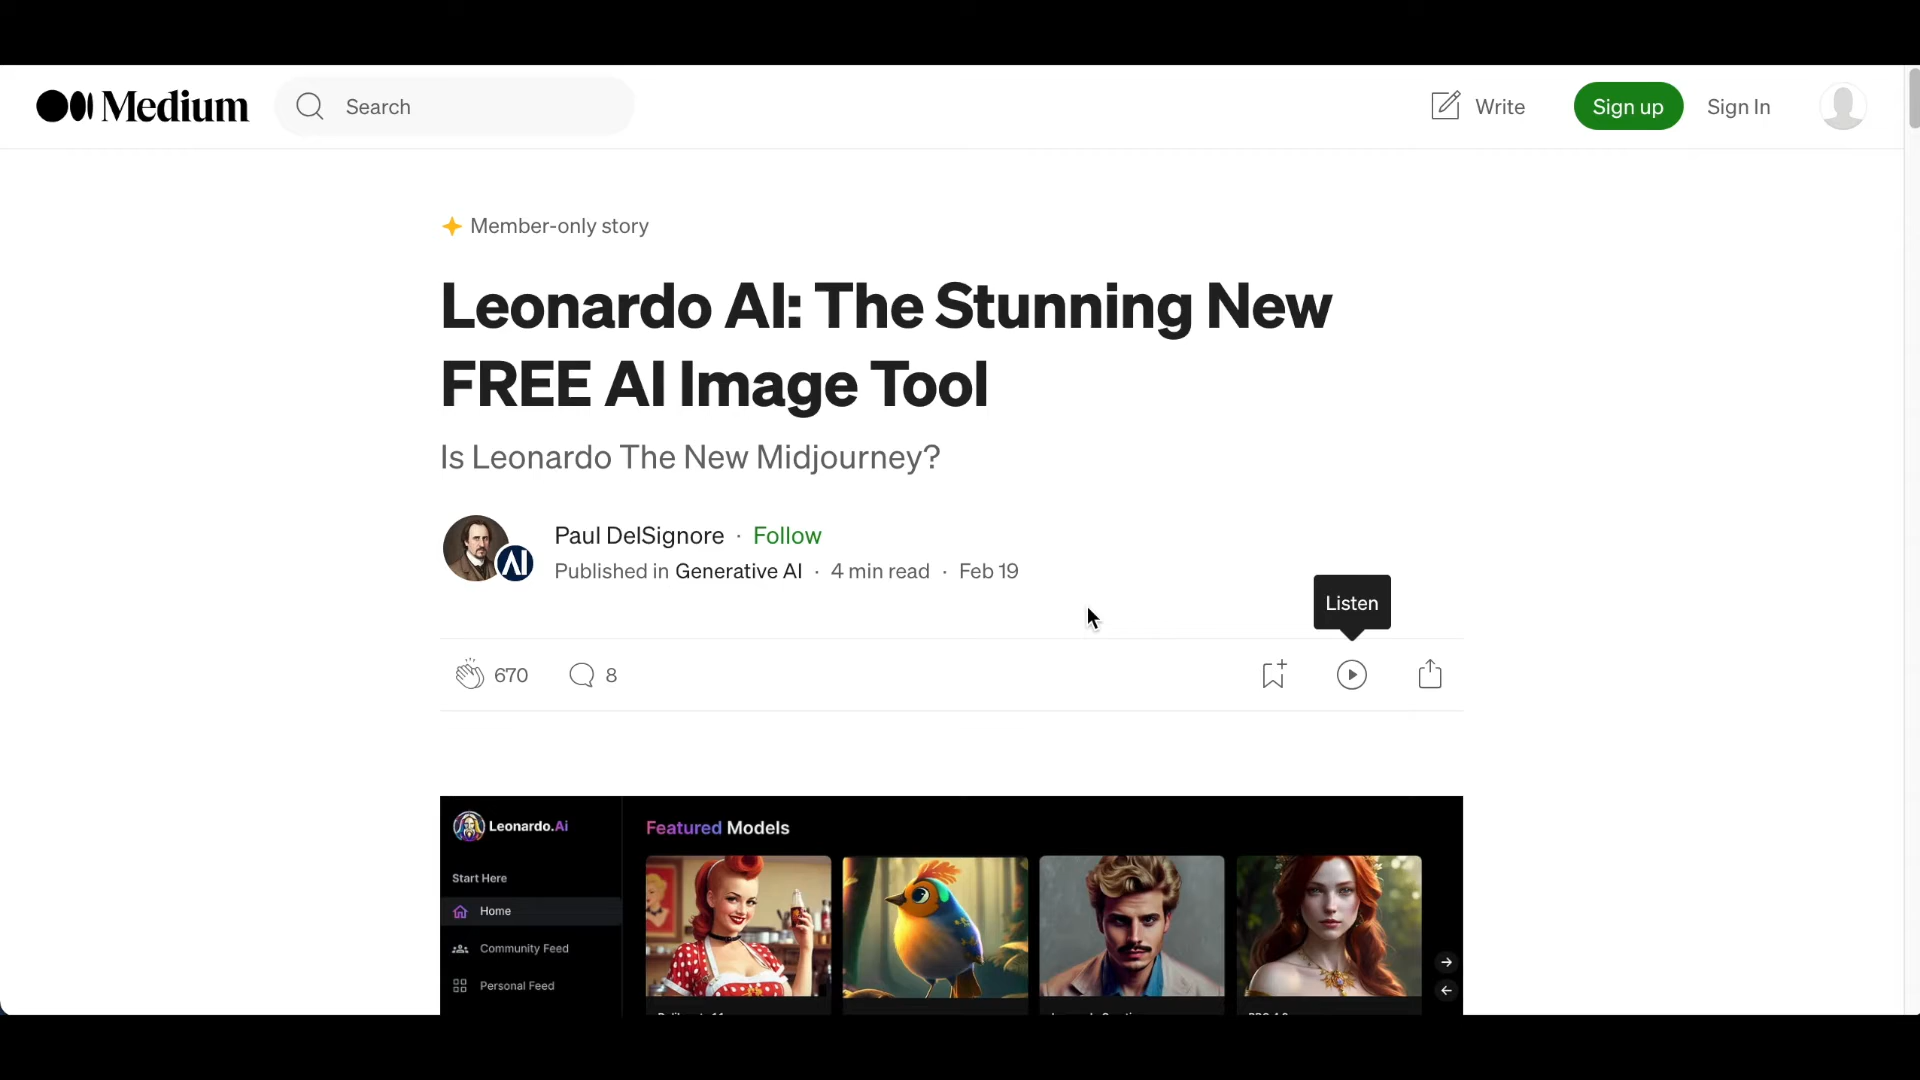 Medium
Search
Write
Sign up
Sign In
Member-only story
Leonardo AI: The Stunning New
FREE AI Image Tool
Is Leonardo The New Midjourney?
Paul DelSignore · Follow
AI
Published in Generative AI · 4 min read · Feb 19
Listen
670
8
Leonardo.Ai
Featured Models
Start Here
Home
Community Feed
Personal Feed